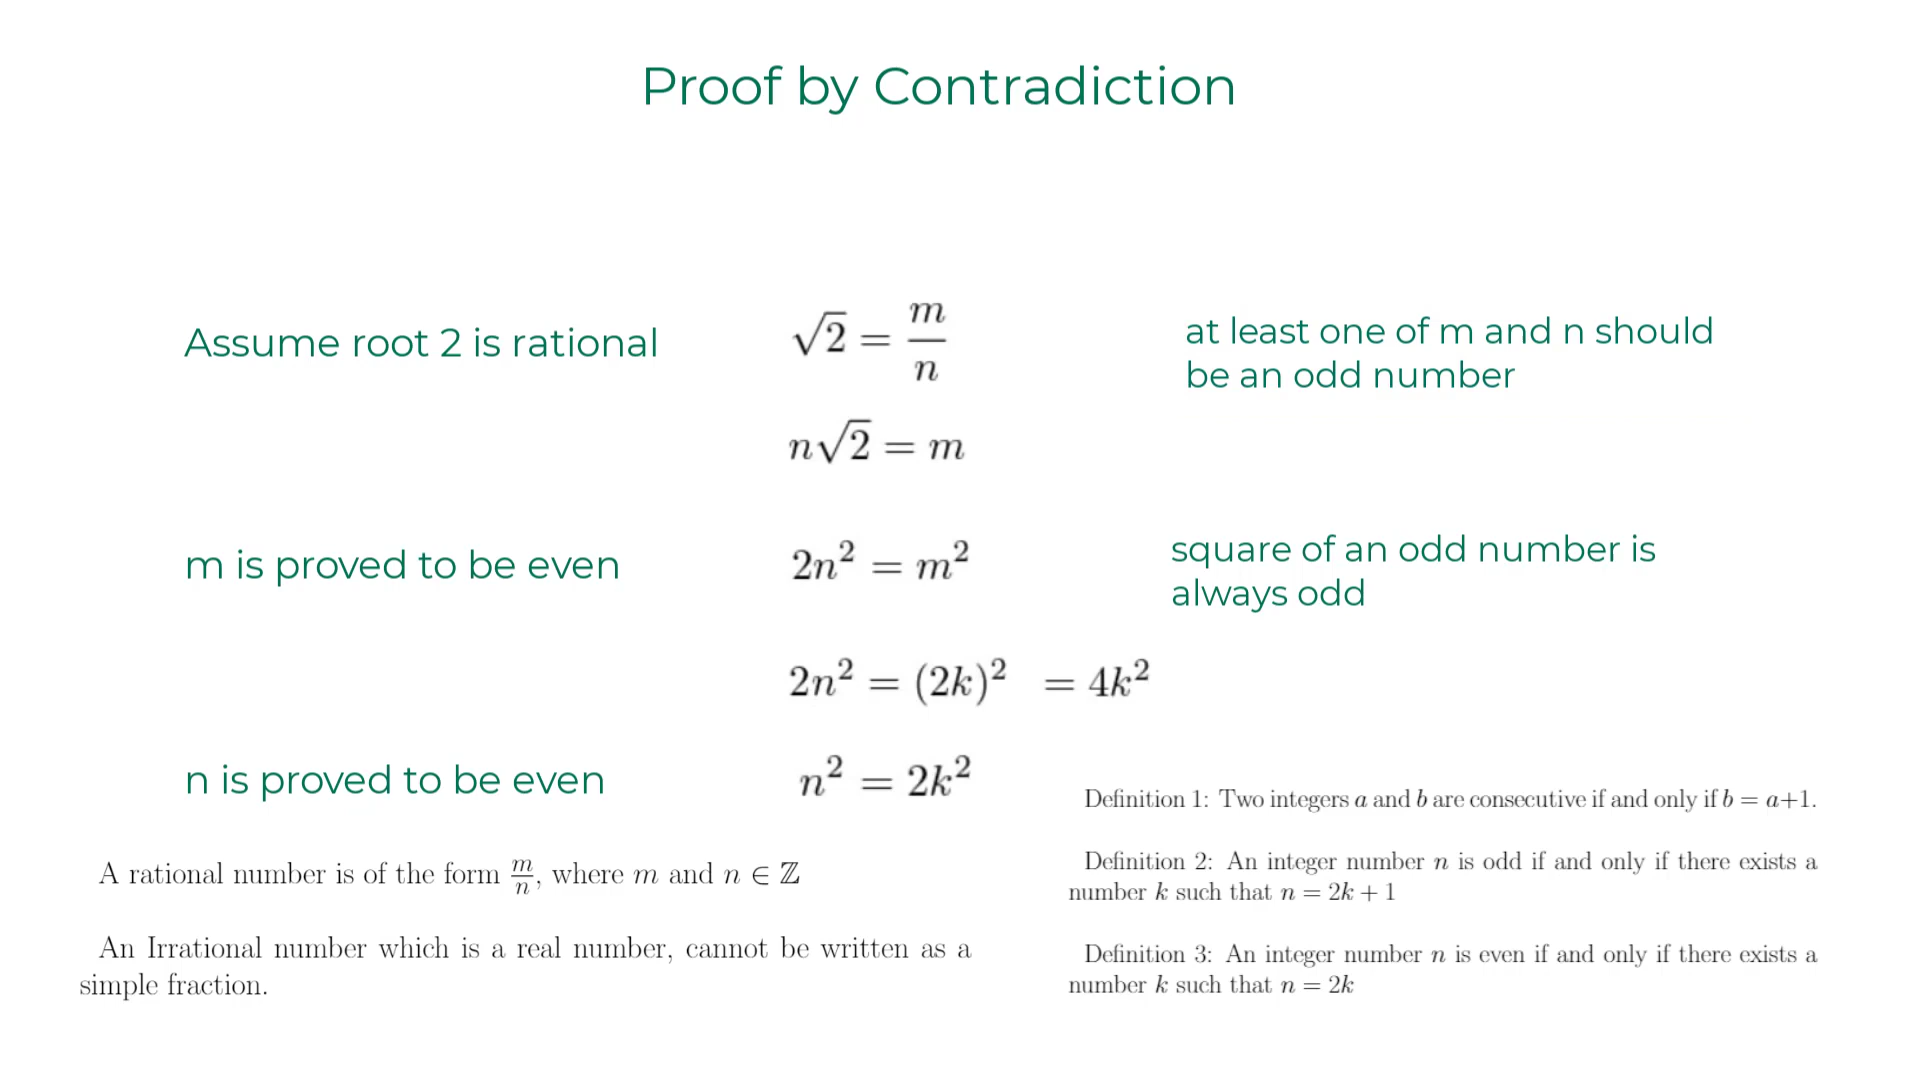 Proof by Contradiction
Assume root 2 is rational
√2 = m/n
at least one of m and n should
be an odd number
n√2 = m
m is proved to be even
2n² = m²
square of an odd number is
always odd
2n² = (2k)² = 4k²
n is proved to be even
n² = 2k²
A rational number is of the form m/n, where m and n ∈ ℤ
An Irrational number which is a real number, cannot be written as a
simple fraction.
Definition 1: Two integers a and b are consecutive if and only if b = a+1.
Definition 2: An integer number n is odd if and only if there exists a
number k such that n = 2k + 1
Definition 3: An integer number n is even if and only if there exists a
number k such that n = 2k